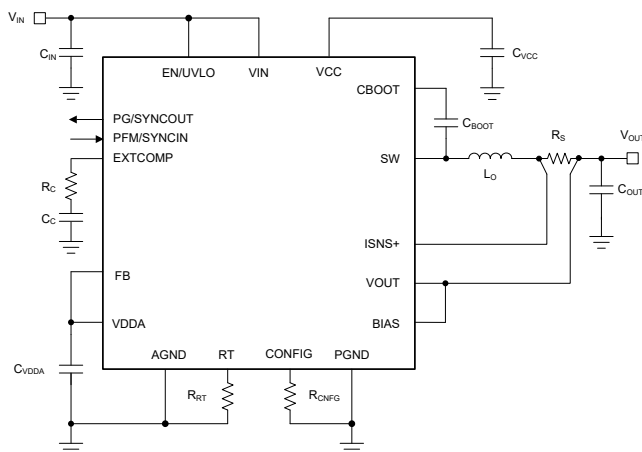 VIN
CIN
EN/UVLO
VIN
VCC
CVCC
CBOOT
CBOOT
PG/SYNCOUT
PFM/SYNCIN
EXTCOMP
SW
LO
RS
VOUT
COUT
RC
CC
ISNS+
FB
VOUT
VDDA
BIAS
CVDDA
AGND
RT
CONFIG
PGND
RRT
RCNFG